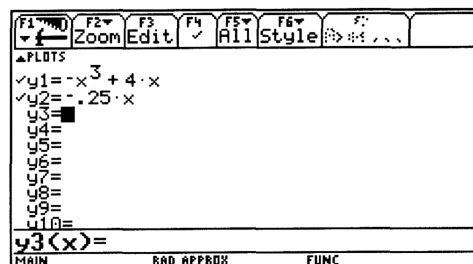 F1 F2 F3 F4 F5 F6 F7
Zoom Edit ✓ All Style
PLOTS
✓y1=-x³+4·x
✓y2=-.25·x
y3=
y4=
y5=
y6=
y7=
y8=
y9=
y10=
y3(x)=
MAIN RAD APPROX FUNC